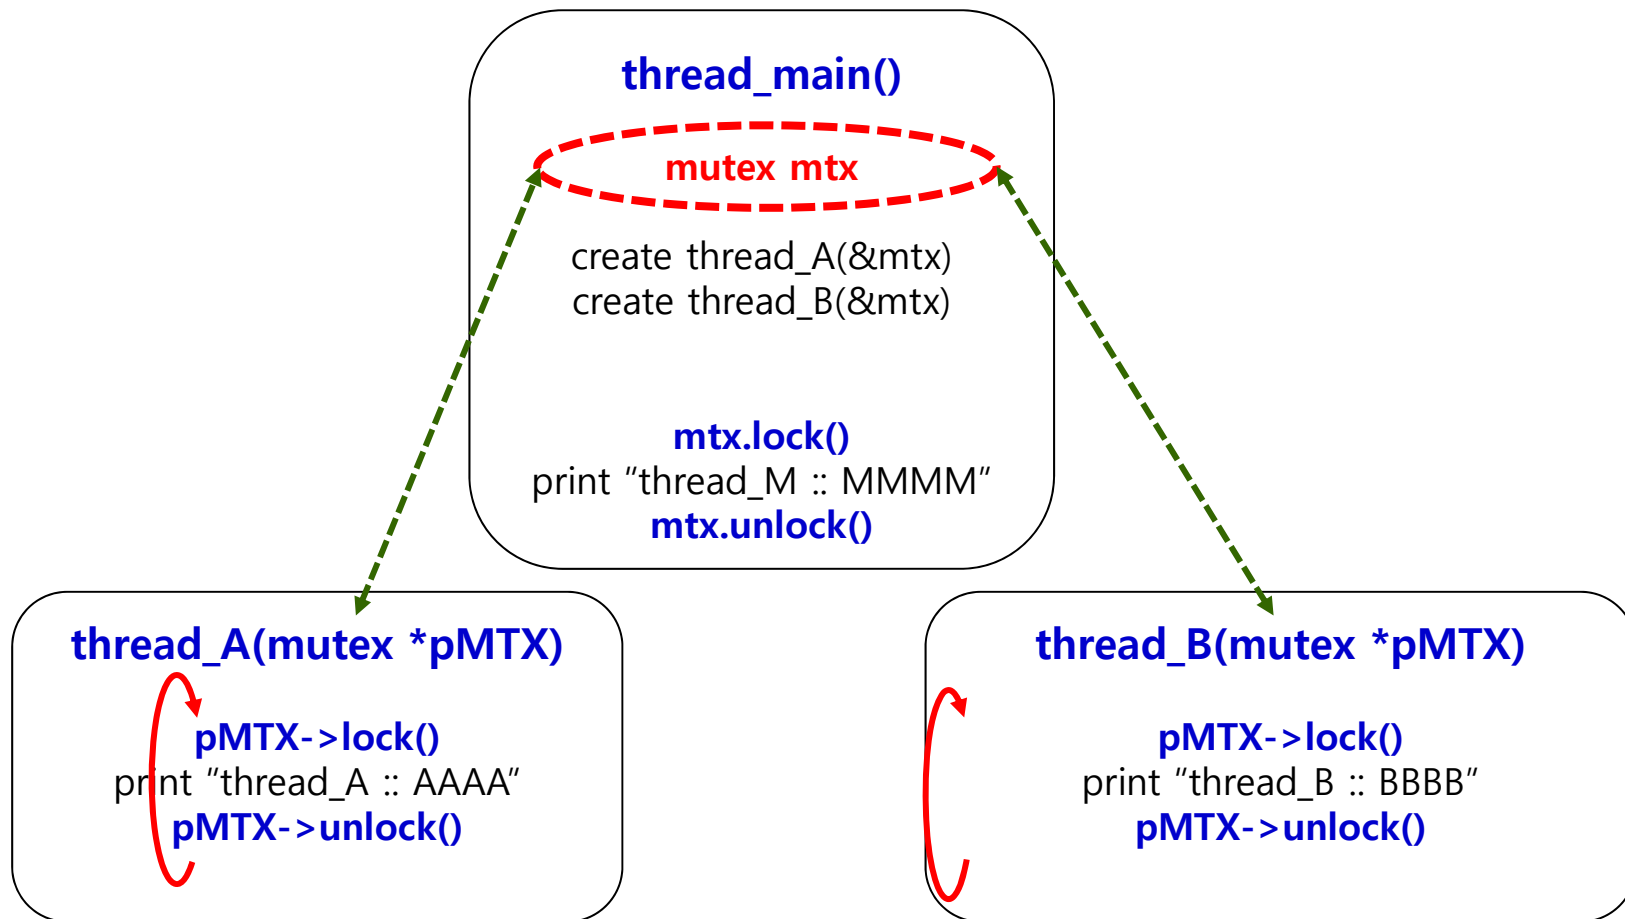 thread_main()
mutex mtx
create thread_A(&mtx)
create thread_B(&mtx)
mtx.lock()
print “thread_M :: MMMM”
mtx.unlock()
thread_A(mutex *pMTX)
pMTX->lock()
print “thread_A :: AAAA”
pMTX->unlock()
thread_B(mutex *pMTX)
pMTX->lock()
print “thread_B :: BBBB”
pMTX->unlock()